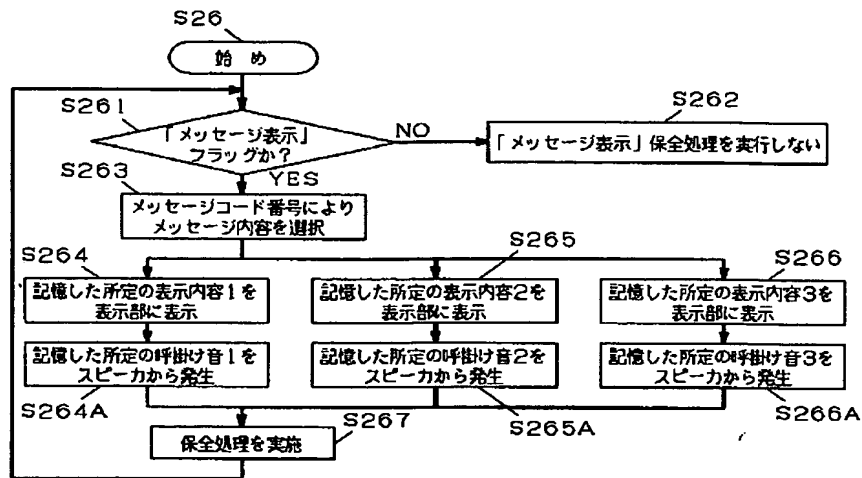 S26
始 め
S261
「メッセージ表示」
フラッグか?
NO
S262
「メッセージ表示」保全処理を実行しない
YES
S263
メッセージコード番号により
メッセージ内容を選択
S264
記憶した所定の表示内容1を
表示部に表示
S265
記憶した所定の表示内容2を
表示部に表示
S266
記憶した所定の表示内容3を
表示部に表示
記憶した所定の呼掛け音1を
スピーカから発生
S264A
記憶した所定の呼掛け音2を
スピーカから発生
S265A
記憶した所定の呼掛け音3を
スピーカから発生
S266A
S267
保全処理を実施